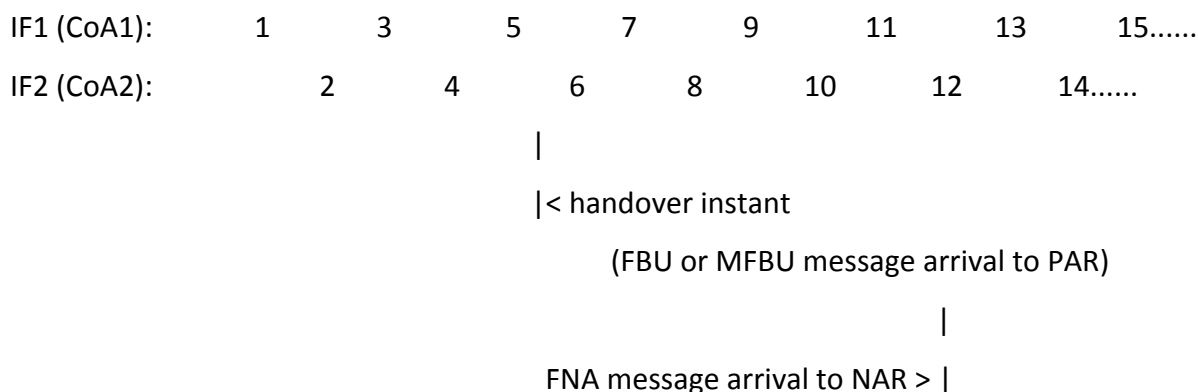 IF1 (CoA1): 1 3 5 7 9 11 13 15......
IF2 (CoA2): 2 4 6 8 10 12 14......
|
|< handover instant
(FBU or MFBU message arrival to PAR)
|
FNA message arrival to NAR > |